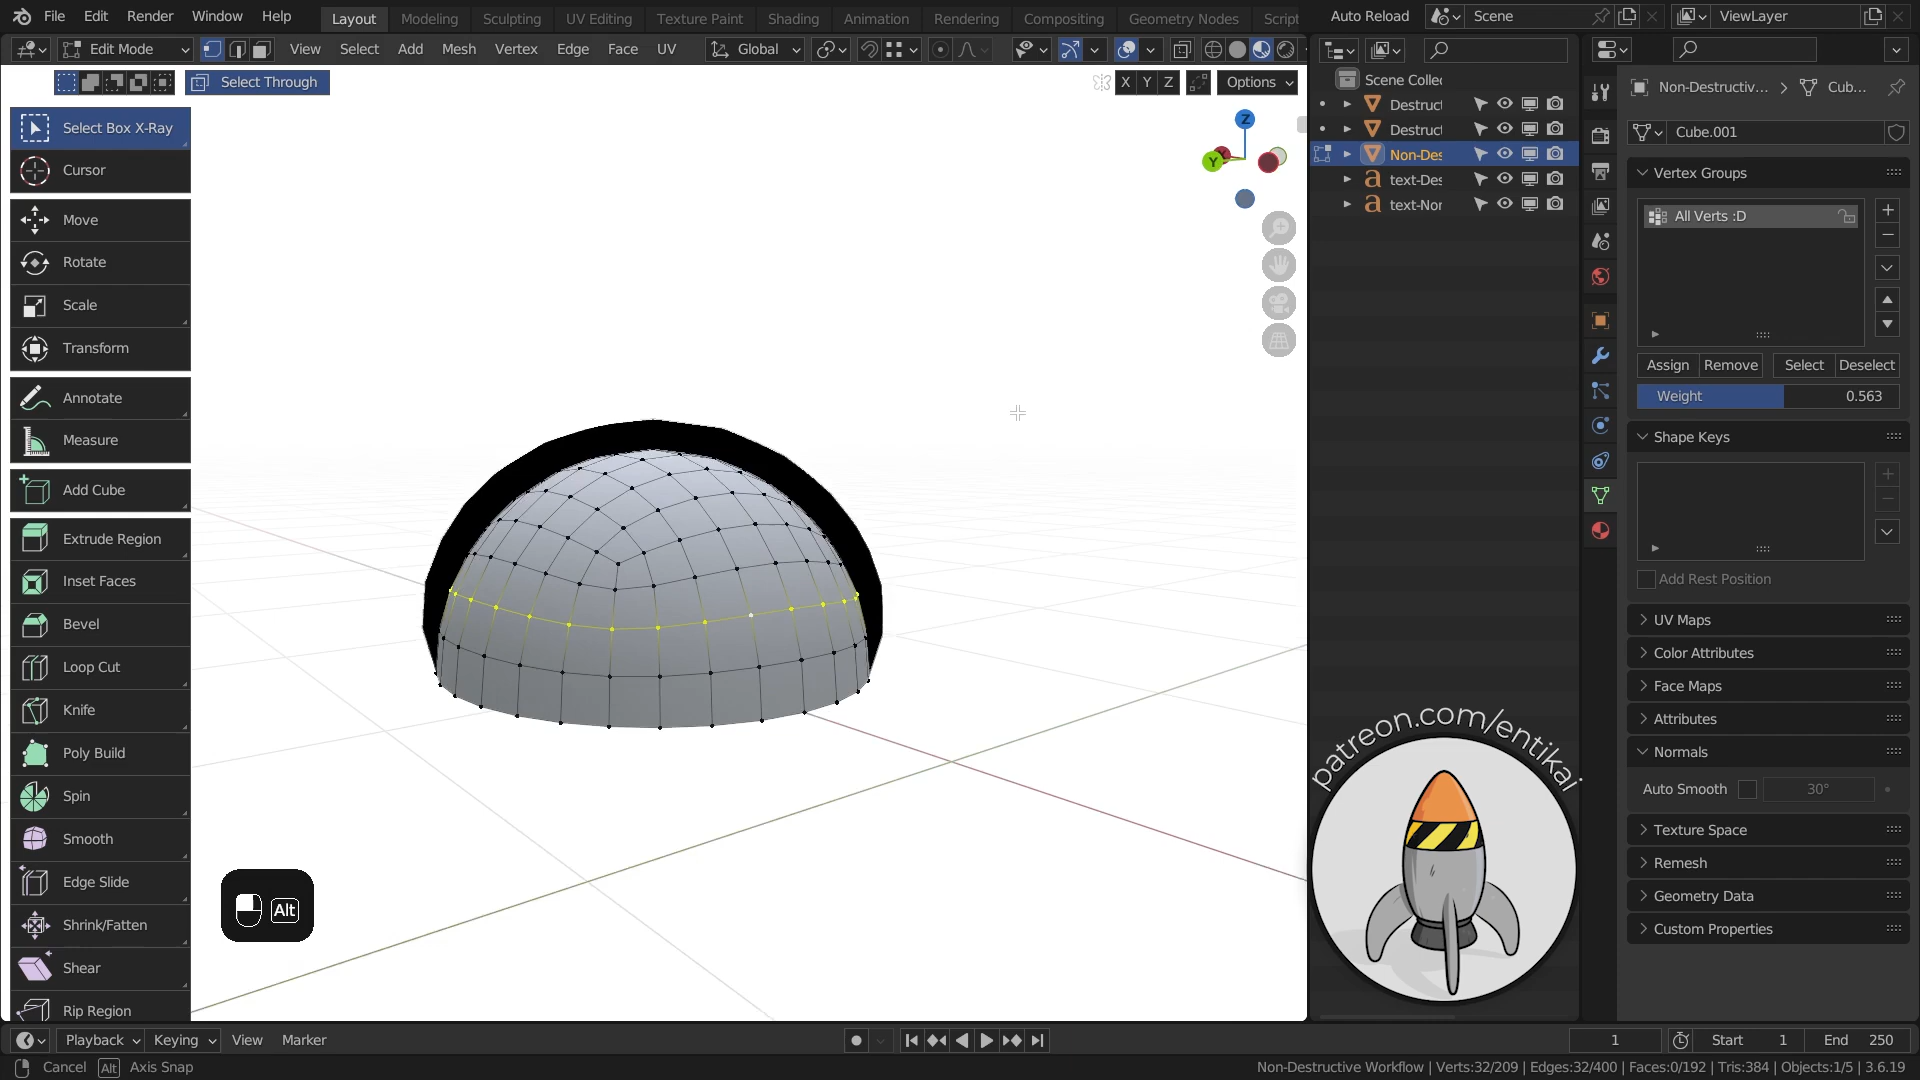 File Edit Render Window Help Layout Modeling Sculpting UV Editing Texture Paint Shading Animation Rendering Compositing Geometry Nodes Script Auto Reload Scene ViewLayer
Edit Mode View Select Add Mesh Vertex Edge Face UV Global
Select Through X Y Z Options
Scene Collec
Destruct
Destruct
Non-Des
text-Des
text-Nor
Z
Y
Select Box X-Ray
Cursor
Move
Rotate
Scale
Transform
Annotate
Measure
Add Cube
Extrude Region
Inset Faces
Bevel
Loop Cut
Knife
Poly Build
Spin
Smooth
Edge Slide
Shrink/Fatten
Shear
Rip Region
Alt
patreon.com/entikai
Non-Destructiv... Cub...
Cube.001
Vertex Groups
All Verts :D
Assign Remove Select Deselect
Weight 0.563
Shape Keys
Add Rest Position
UV Maps
Color Attributes
Face Maps
Attributes
Normals
Auto Smooth 30°
Texture Space
Remesh
Geometry Data
Custom Properties
Playback Keying View Marker 1 Start 1 End 250
Cancel Alt Axis Snap Non-Destructive Workflow | Verts:32/209 | Edges:32/400 | Faces:0/192 | Tris:384 | Objects:1/5 | 3.6.19